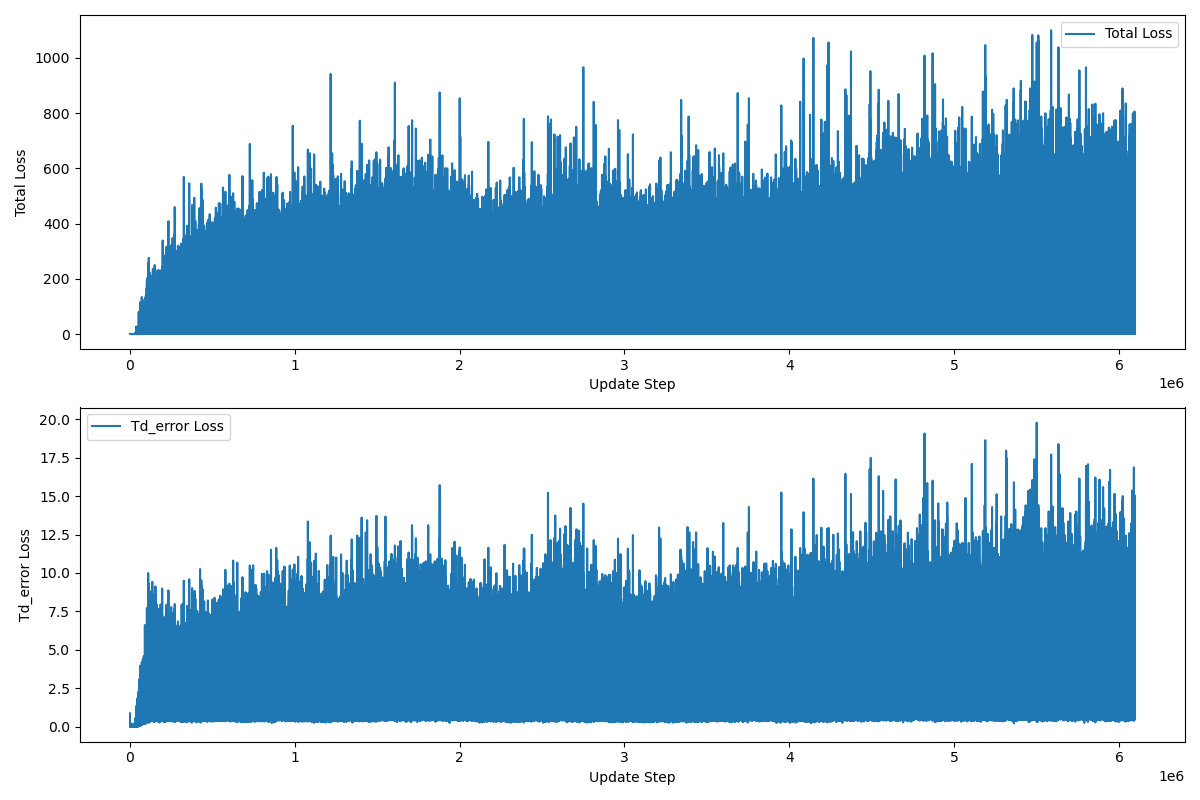 Total Loss
1000
800
600
400
200
0
Total Loss
0 1 2 3 4 5 6
1e6
Update Step
Td_error Loss
20.0
17.5
15.0
12.5
10.0
7.5
5.0
2.5
0.0
Td_error Loss
0 1 2 3 4 5 6
1e6
Update Step